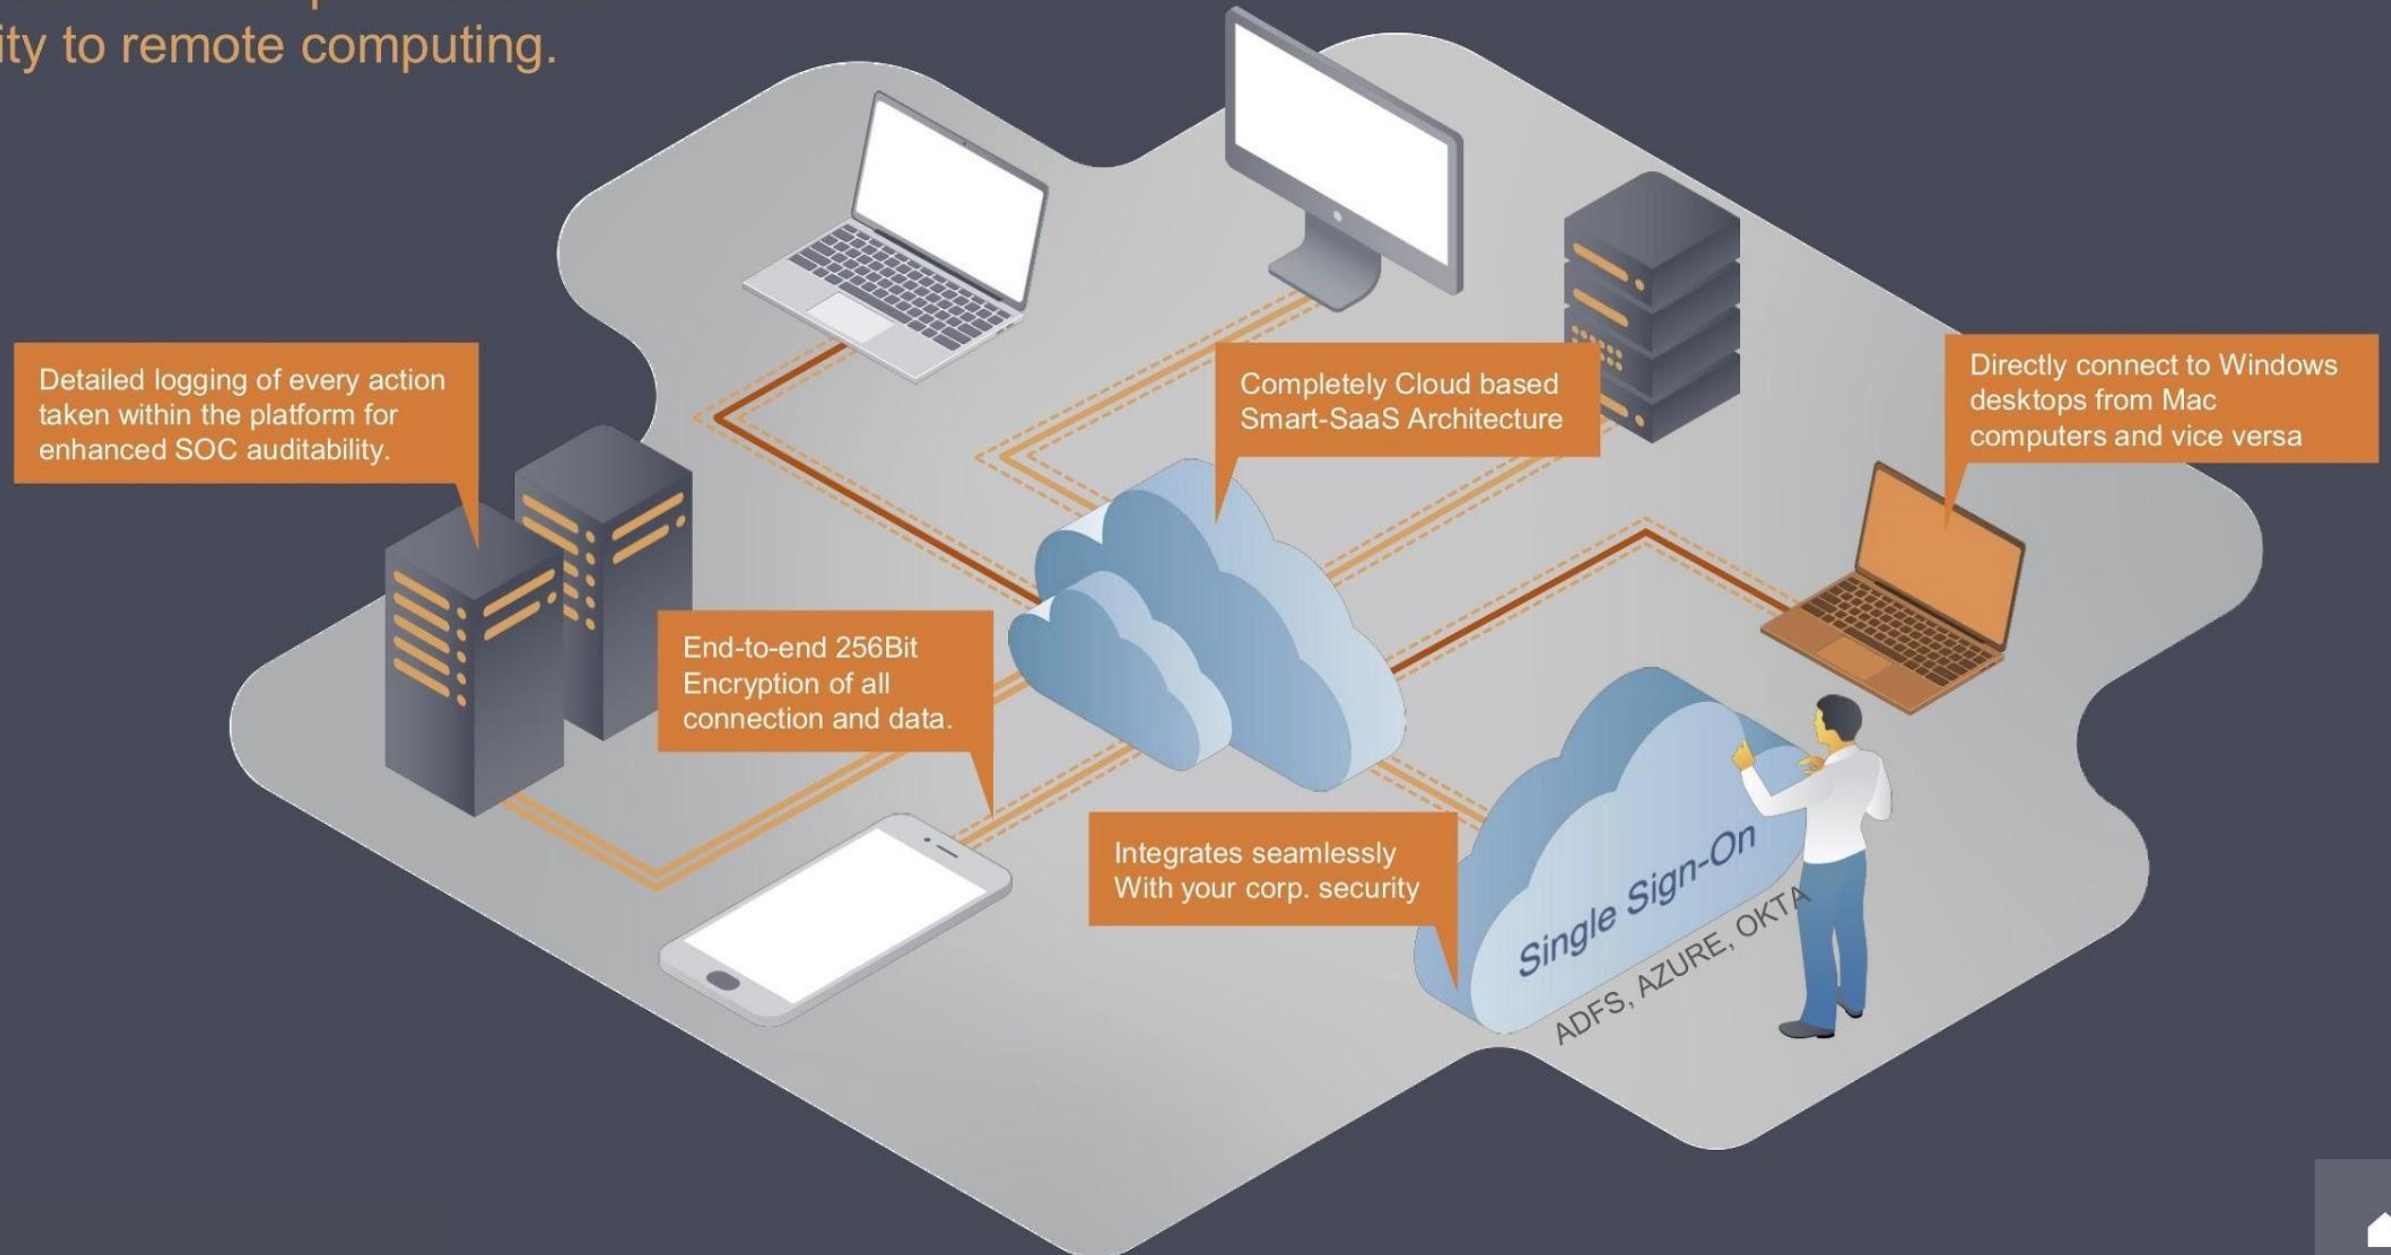 ity to remote computing.
Detailed logging of every action
taken within the platform for
enhanced SOC auditability.
Completely Cloud based
Smart-SaaS Architecture
Directly connect to Windows
desktops from Mac
computers and vice versa
End-to-end 256Bit
Encryption of all
connection and data.
Integrates seamlessly
With your corp. security
Single Sign-On
ADFS, AZURE, OKTA